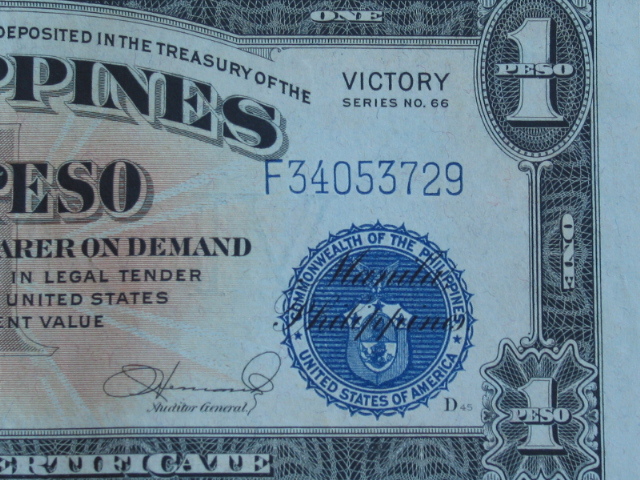 ONE
DEPOSITED IN THE TREASURY OF THE
PPINES
VICTORY
SERIES NO. 66
1
PESO
F34053729
PESO
ARER ON DEMAND
IN LEGAL TENDER
UNITED STATES
ENT VALUE
ONE
COMMONWEALTH OF THE PHILIPPINES
Manila
Philippines
UNITED STATES OF AMERICA
Auditor General
D 45
1
PESO
ERTIFICATE